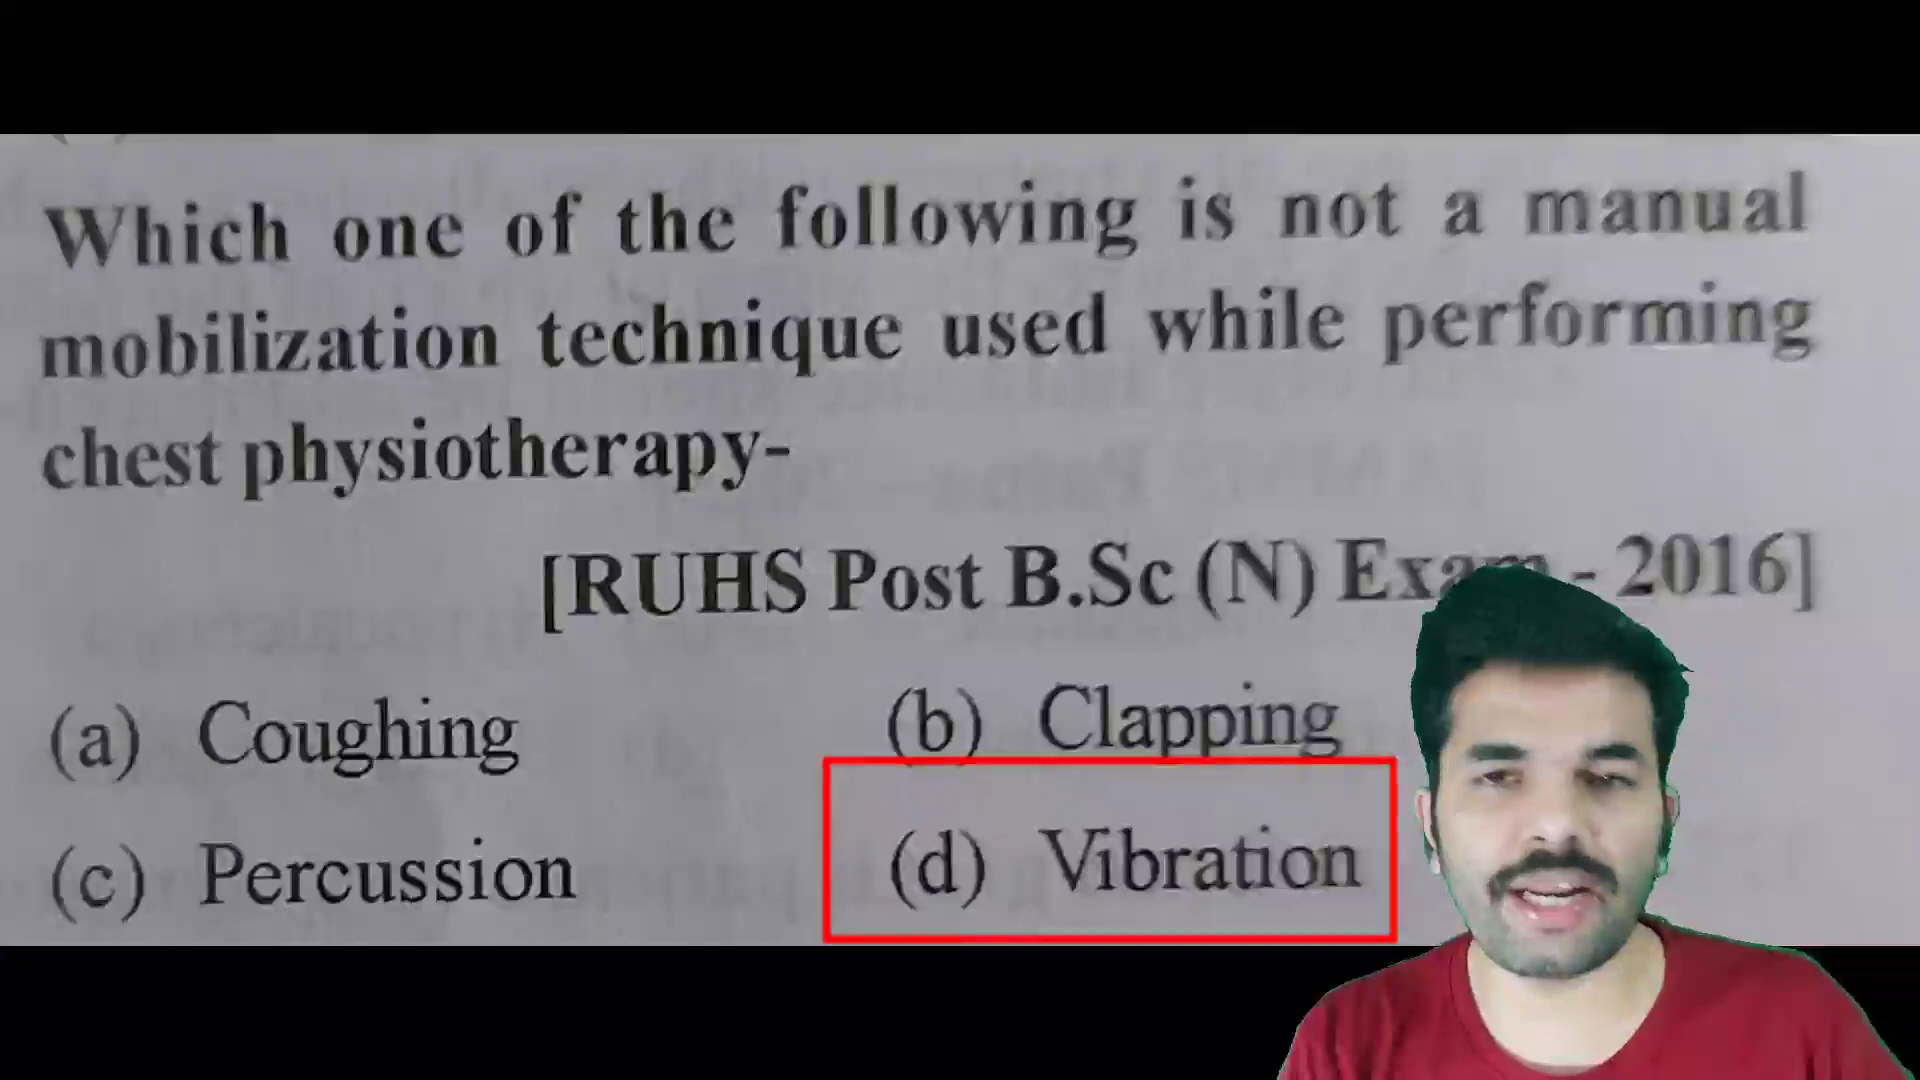 Which one of the following is not a manual
mobilization technique used while performing
chest physiotherapy-
[RUHS Post B.Sc (N) Exam - 2016]
(a) Coughing (b) Clapping
(c) Percussion (d) Vibration